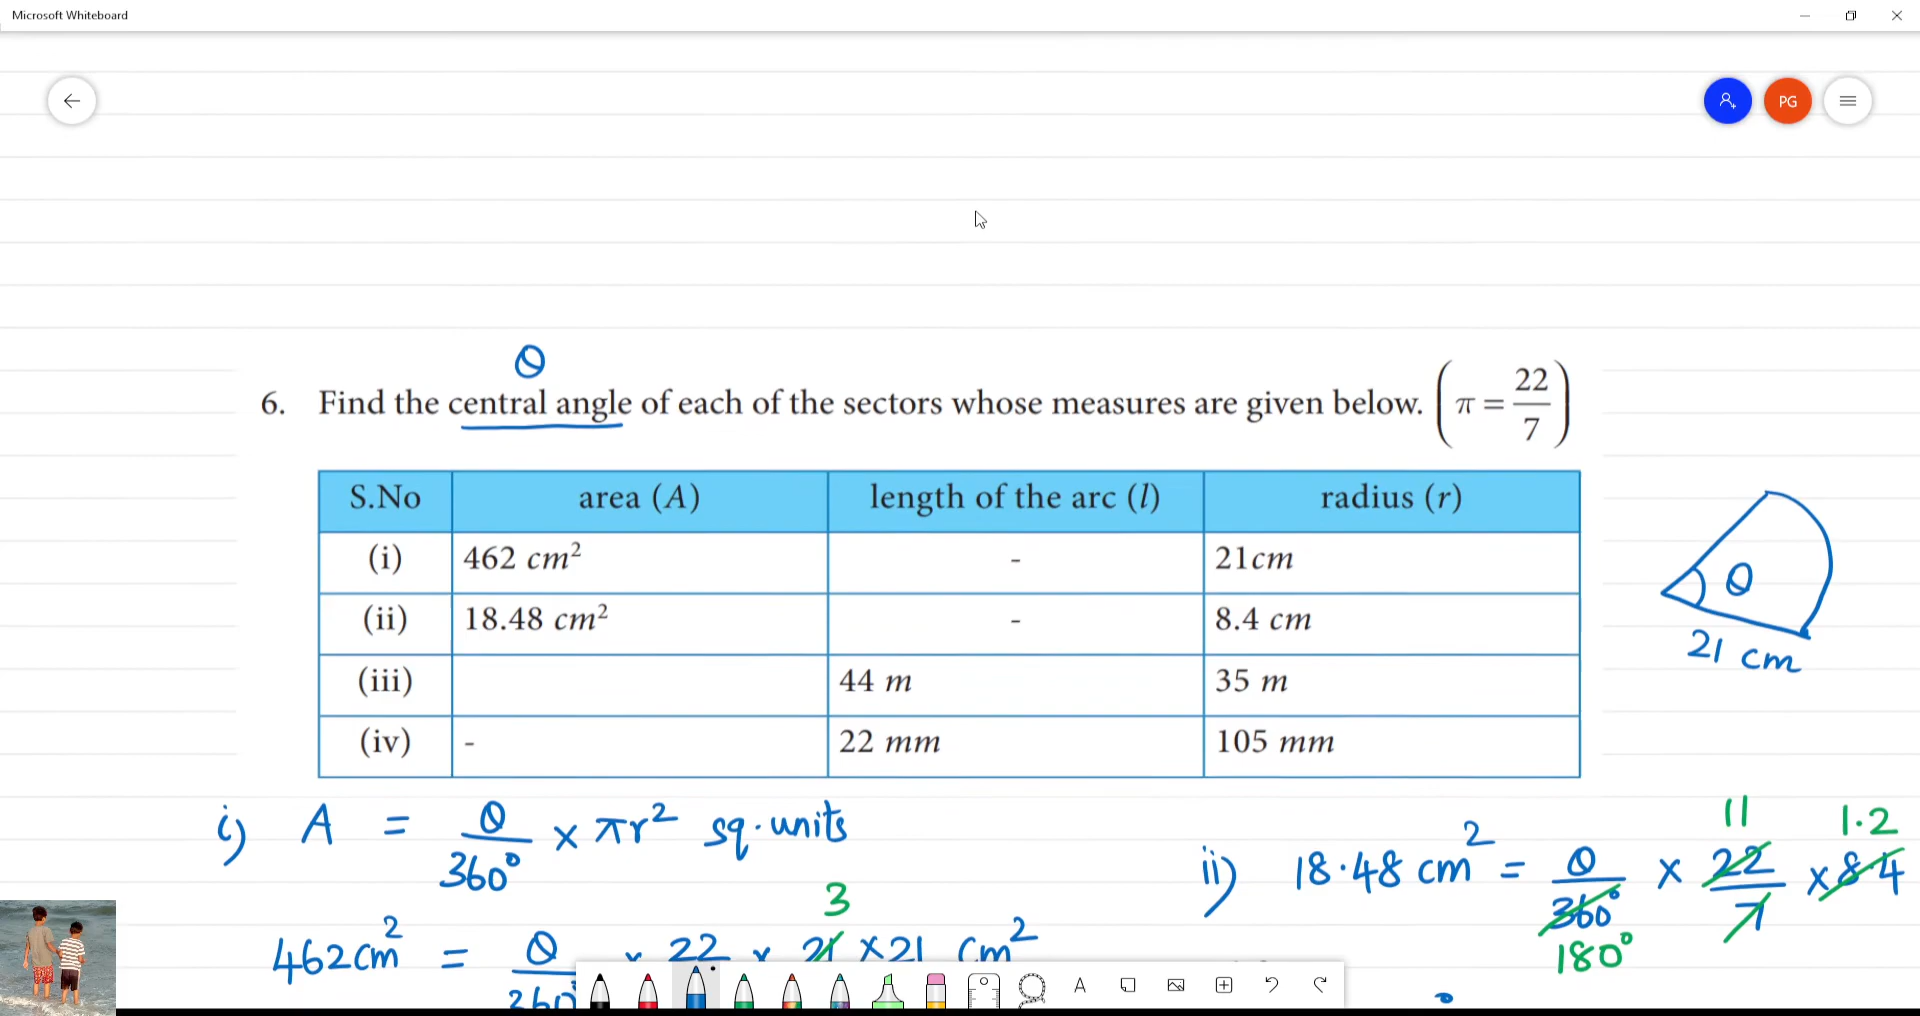 Microsoft Whiteboard
PG
θ
6. Find the central angle of each of the sectors whose measures are given below. (π = 22/7)
S.No area (A) length of the arc (l) radius (r)
(i) 462 cm² - 21cm
(ii) 18.48 cm² - 8.4 cm
(iii) 44 m 35 m
(iv) - 22 mm 105 mm
θ
21 cm
i) A = θ/360° × πr² sq.units
3
462cm² = θ/360° × 22 × 21 ×21 cm²
11 1.2
ii) 18.48 cm² = θ/360° × 22/7 ×8.4
180°
A